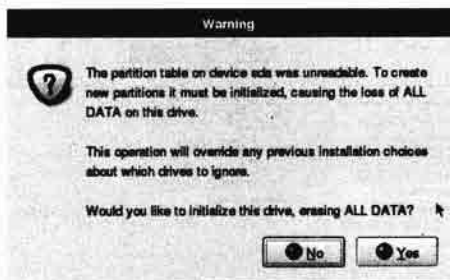 Warning
The partition table on device sda was unreadable. To create
new partitions it must be initialized, causing the loss of ALL
DATA on this drive.
This operation will override any previous installation choices
about which drives to ignore.
Would you like to initialize this drive, erasing ALL DATA?
No
Yes